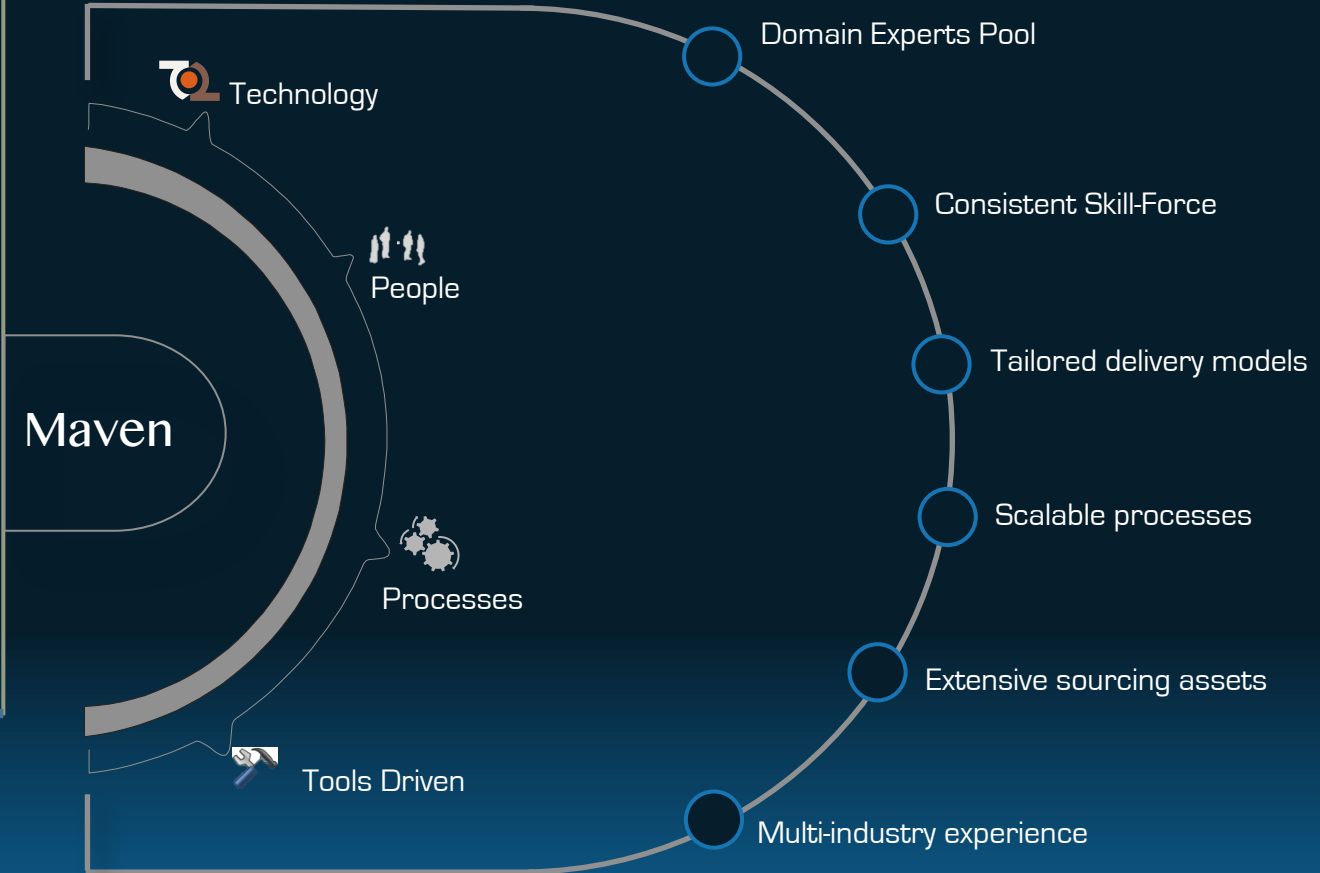 Domain Experts Pool
Technology
Consistent Skill-Force
People
Tailored delivery models
Maven
Scalable processes
Processes
Extensive sourcing assets
Tools Driven
Multi-industry experience